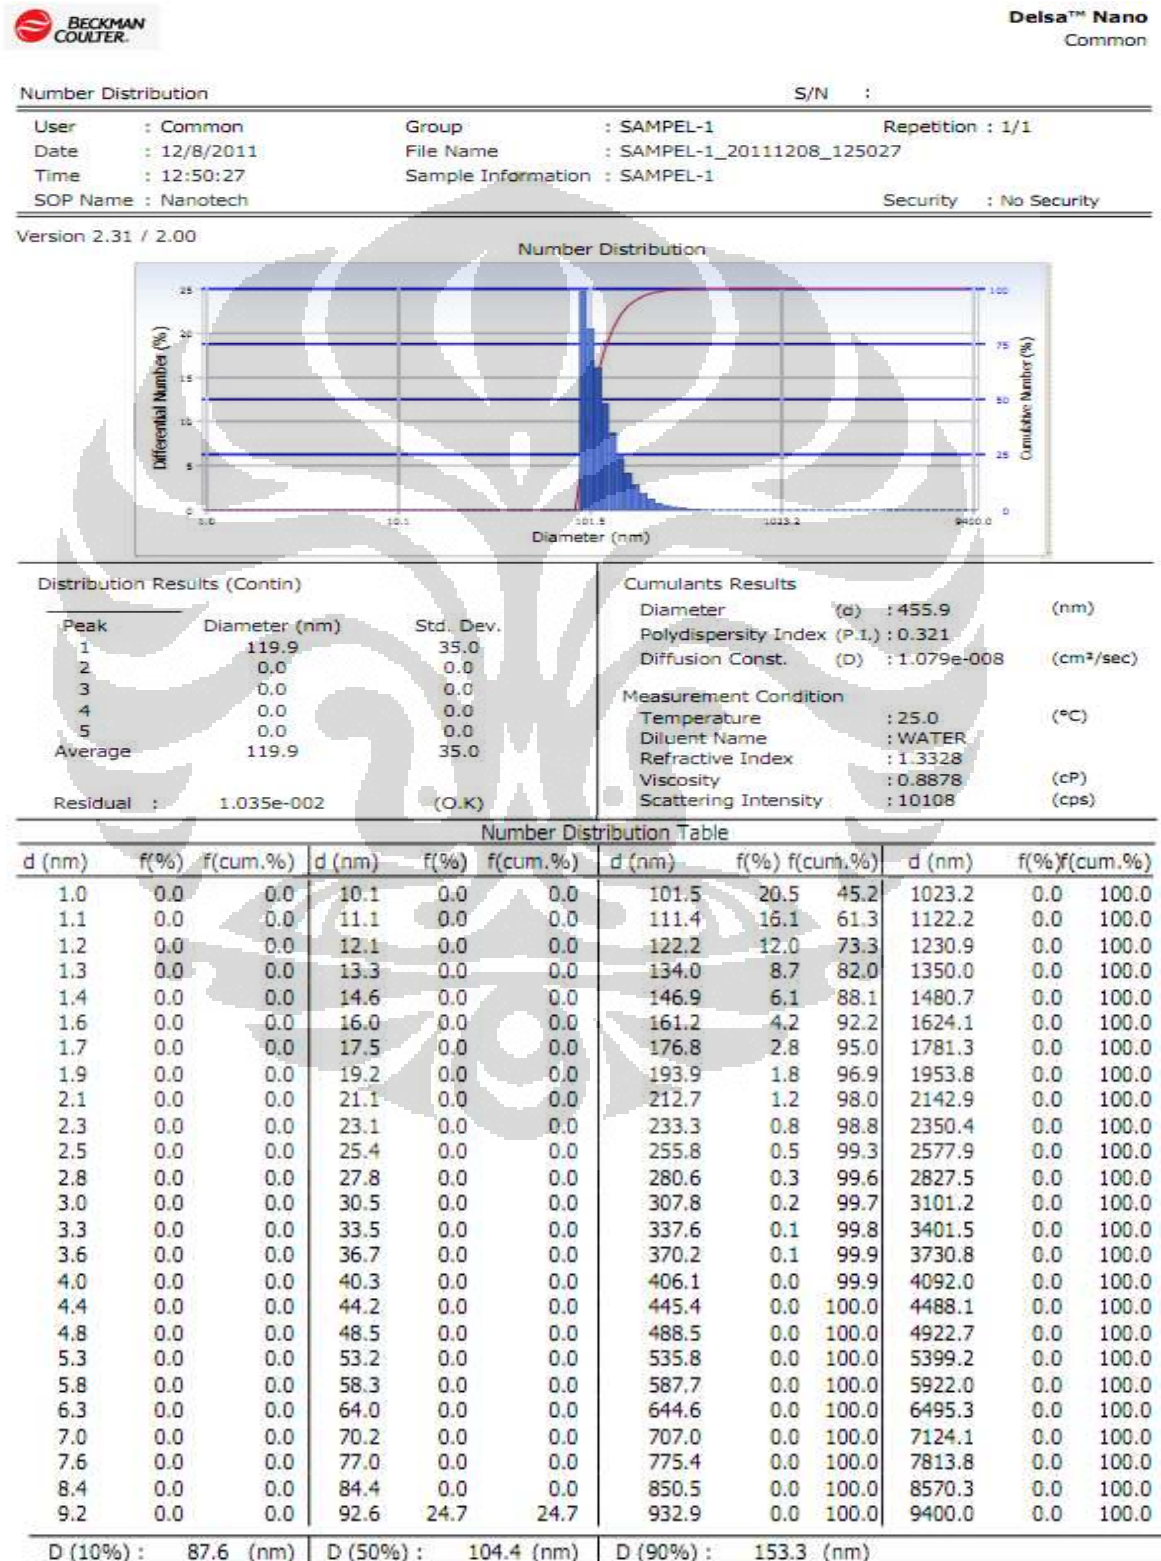 BECKMAN
COULTER.
Delsa™ Nano
Common
Number Distribution S/N :
User : Common Group : SAMPEL-1 Repetition : 1/1
Date : 12/8/2011 File Name : SAMPEL-1_20111208_125027
Time : 12:50:27 Sample Information : SAMPEL-1
SOP Name : Nanotech Security : No Security
Version 2.31 / 2.00
Number Distribution
Differential Number (%)
25
20
15
10
5
0
Cumulative Number (%)
100
75
50
25
0
1.0 10.1 101.5 1023.2 9400.0
Diameter (nm)
Distribution Results (Contin)
Peak Diameter (nm) Std. Dev.
1 119.9 35.0
2 0.0 0.0
3 0.0 0.0
4 0.0 0.0
5 0.0 0.0
Average 119.9 35.0
Residual : 1.035e-002 (O.K)
Cumulants Results
Diameter (d) : 455.9 (nm)
Polydispersity Index (P.I.) : 0.321
Diffusion Const. (D) : 1.079e-008 (cm²/sec)
Measurement Condition
Temperature : 25.0 (°C)
Diluent Name : WATER
Refractive Index : 1.3328
Viscosity : 0.8878 (cP)
Scattering Intensity : 10108 (cps)
Number Distribution Table
d (nm) f(%) f(cum.%) d (nm) f(%) f(cum.%) d (nm) f(%) f(cum.%) d (nm) f(%) f(cum.%)
1.0 0.0 0.0 10.1 0.0 0.0 101.5 20.5 45.2 1023.2 0.0 100.0
1.1 0.0 0.0 11.1 0.0 0.0 111.4 16.1 61.3 1122.2 0.0 100.0
1.2 0.0 0.0 12.1 0.0 0.0 122.2 12.0 73.3 1230.9 0.0 100.0
1.3 0.0 0.0 13.3 0.0 0.0 134.0 8.7 82.0 1350.0 0.0 100.0
1.4 0.0 0.0 14.6 0.0 0.0 146.9 6.1 88.1 1480.7 0.0 100.0
1.6 0.0 0.0 16.0 0.0 0.0 161.2 4.2 92.2 1624.1 0.0 100.0
1.7 0.0 0.0 17.5 0.0 0.0 176.8 2.8 95.0 1781.3 0.0 100.0
1.9 0.0 0.0 19.2 0.0 0.0 193.9 1.8 96.9 1953.8 0.0 100.0
2.1 0.0 0.0 21.1 0.0 0.0 212.7 1.2 98.0 2142.9 0.0 100.0
2.3 0.0 0.0 23.1 0.0 0.0 233.3 0.8 98.8 2350.4 0.0 100.0
2.5 0.0 0.0 25.4 0.0 0.0 255.8 0.5 99.3 2577.9 0.0 100.0
2.8 0.0 0.0 27.8 0.0 0.0 280.6 0.3 99.6 2827.5 0.0 100.0
3.0 0.0 0.0 30.5 0.0 0.0 307.8 0.2 99.7 3101.2 0.0 100.0
3.3 0.0 0.0 33.5 0.0 0.0 337.6 0.1 99.8 3401.5 0.0 100.0
3.6 0.0 0.0 36.7 0.0 0.0 370.2 0.1 99.9 3730.8 0.0 100.0
4.0 0.0 0.0 40.3 0.0 0.0 406.1 0.0 99.9 4092.0 0.0 100.0
4.4 0.0 0.0 44.2 0.0 0.0 445.4 0.0 100.0 4488.1 0.0 100.0
4.8 0.0 0.0 48.5 0.0 0.0 488.5 0.0 100.0 4922.7 0.0 100.0
5.3 0.0 0.0 53.2 0.0 0.0 535.8 0.0 100.0 5399.2 0.0 100.0
5.8 0.0 0.0 58.3 0.0 0.0 587.7 0.0 100.0 5922.0 0.0 100.0
6.3 0.0 0.0 64.0 0.0 0.0 644.6 0.0 100.0 6495.3 0.0 100.0
7.0 0.0 0.0 70.2 0.0 0.0 707.0 0.0 100.0 7124.1 0.0 100.0
7.6 0.0 0.0 77.0 0.0 0.0 775.4 0.0 100.0 7813.8 0.0 100.0
8.4 0.0 0.0 84.4 0.0 0.0 850.5 0.0 100.0 8570.3 0.0 100.0
9.2 0.0 0.0 92.6 24.7 24.7 932.9 0.0 100.0 9400.0 0.0 100.0
D (10%) : 87.6 (nm) D (50%) : 104.4 (nm) D (90%) : 153.3 (nm)